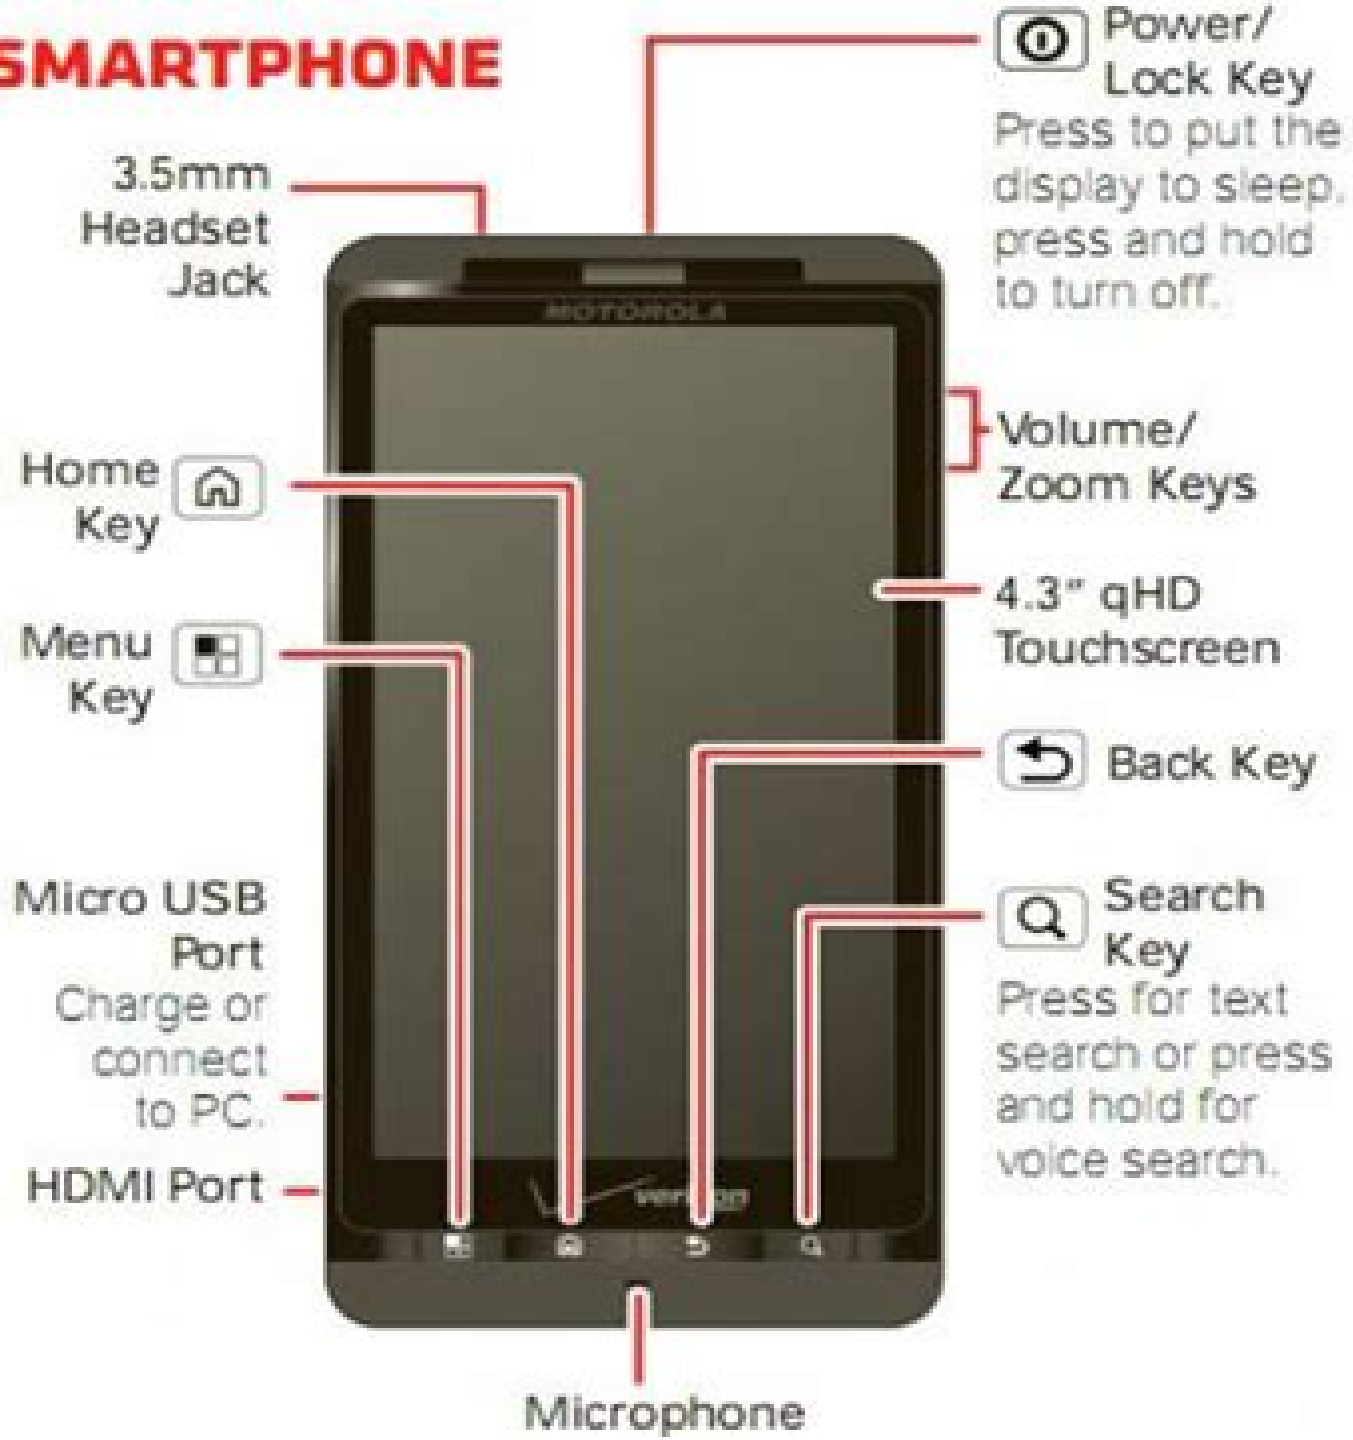 SMARTPHONE
Power/
Lock Key
Press to put the
display to sleep,
press and hold
to turn off.
3.5mm
Headset
Jack
MOTOROLA
Volume/
Zoom Keys
Home
Key
4.3" qHD
Touchscreen
Menu
Key
Back Key
Micro USB
Port
Charge or
connect
to PC.
Search
Key
Press for text
search or press
and hold for
voice search.
HDMI Port
verizon
Microphone